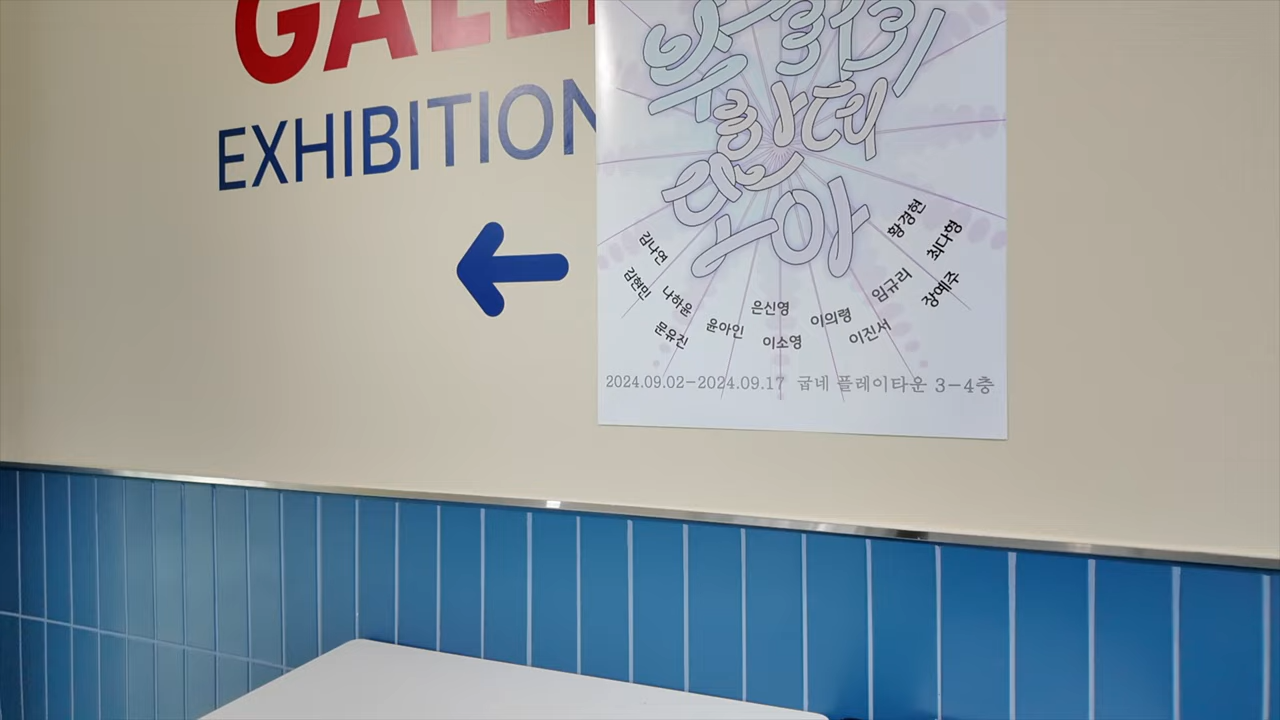 GALLE
EXHIBITION
김나연
김현민
나하윤
문유진
윤아인
은신영
이소영
이의령
이진서
임규리
장예주
최다형
황경현
2024.09.02-2024.09.17 굽네 플레이타운 3-4층